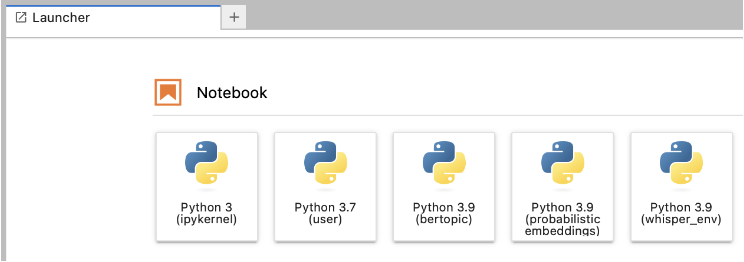 Launcher
+
Notebook
Python 3
(ipykernel)
Python 3.7
(user)
Python 3.9
(bertopic)
Python 3.9
(probabilistic
embeddings)
Python 3.9
(whisper_env)